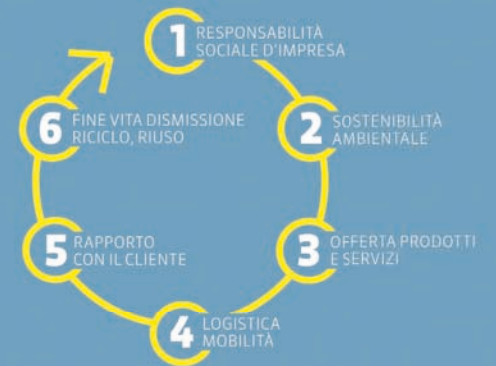 1 RESPONSABILITÀ
SOCIALE D'IMPRESA
2 SOSTENIBILITÀ
AMBIENTALE
3 OFFERTA PRODOTTI
E SERVIZI
4 LOGISTICA
MOBILITÀ
5 RAPPORTO
CON IL CLIENTE
6 FINE VITA DISMISSIONE
RICICLO, RIUSO